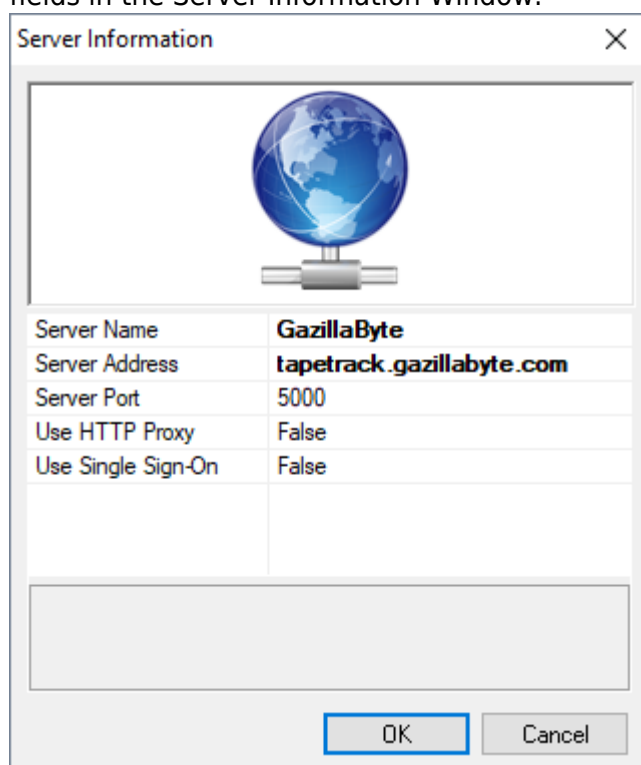 fields in the Server Information Window.
Server Information
Server Name GazillaByte
Server Address tapetrack.gazillabyte.com
Server Port 5000
Use HTTP Proxy False
Use Single Sign-On False
OK Cancel